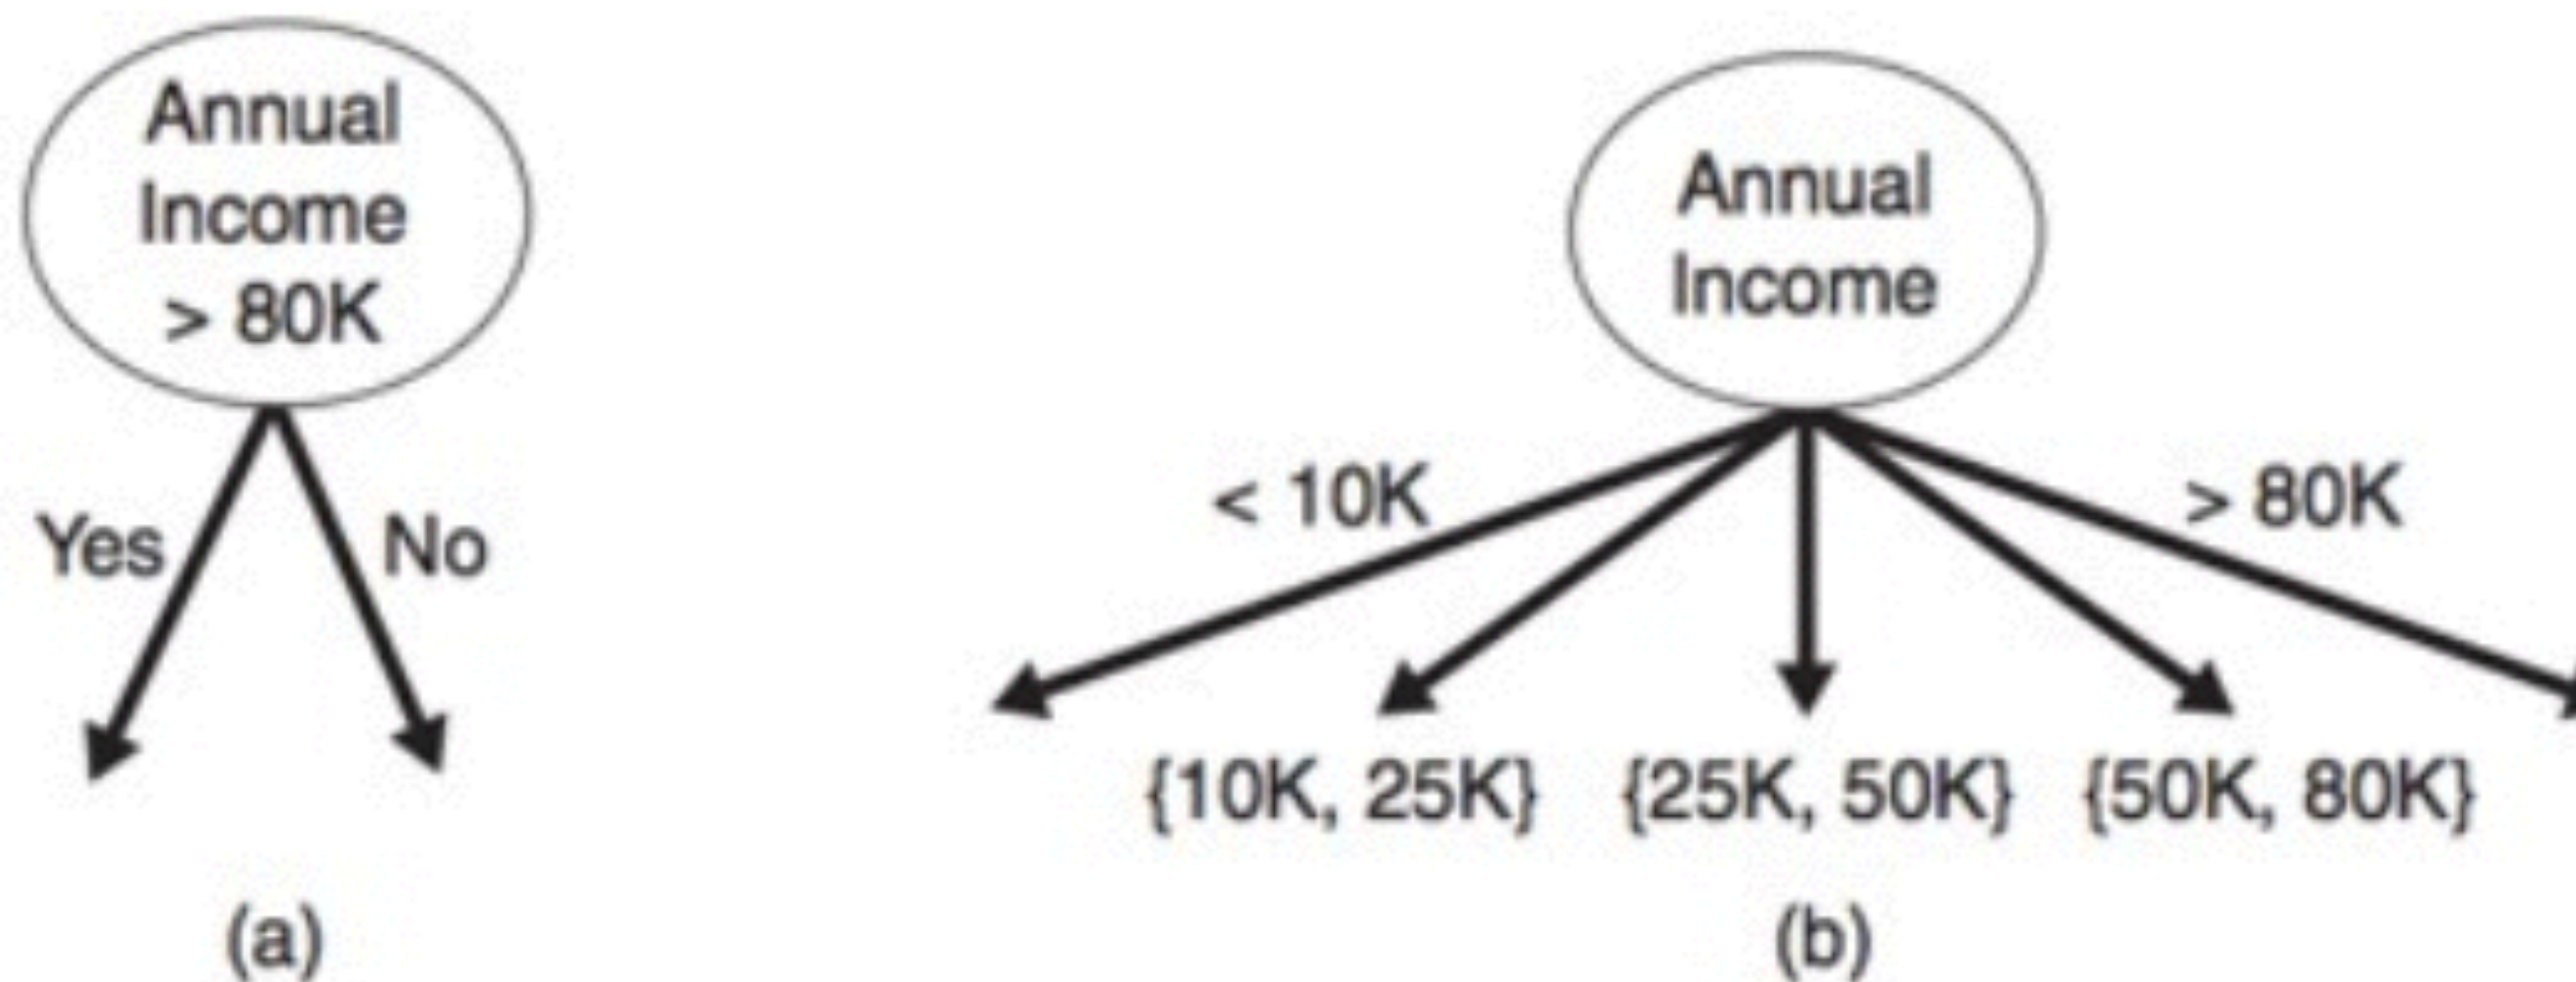 Annual
Income
> 80K
Yes
No
(a)
Annual
Income
< 10K
> 80K
{10K, 25K}
{25K, 50K}
{50K, 80K}
(b)